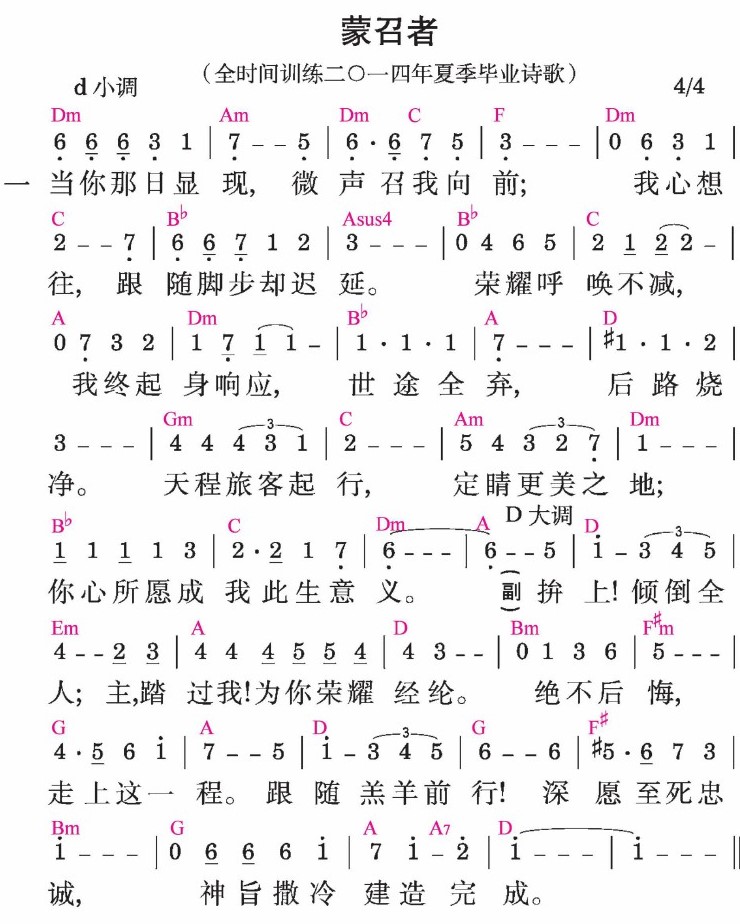 蒙召者
（全时间训练二〇一四年夏季毕业诗歌）
d 小调 4/4
Dm Am Dm C F Dm
6 6 6 3 1 | 7 - - 5 | 6 · 6 7 5 | 3 - - - | 0 6 3 1 |
一 当你那日显 现, 微 声 召我向 前; 我心想
C B♭ Asus4 B♭ C
2 - - 7 | 6 6 7 1 2 | 3 - - - | 0 4 6 5 | 2 1 2 2 - |
往, 跟 随脚步却迟 延。 荣耀呼 唤不减,
A Dm B♭ A D
0 7 3 2 | 1 7 1 1 - | 1 · 1 · 1 | 7 - - - | #1 · 1 · 2 |
我终起 身响应, 世 途 全 弃, 后 路 烧
Gm C Am Dm
3 - - - | 4 4 4 3 1 | 2 - - - | 5 4 3 2 7 | 1 - - - |
3 3
净。 天程旅客起 行, 定睛更美之 地;
D 大调
B♭ C Dm A D
1 1 1 1 3 | 2 · 2 1 7 | 6 - - - | 6 - - 5 | i - 3 4 5 |
3
你心所愿成 我 此生意 义。 (副) 拚 上! 倾倒全
Em A D Bm F#m
4 - - 2 3 | 4 4 4 5 5 4 | 4 3 - - | 0 1 3 6 | 5 - - - |
人; 主,踏 过我!为你荣耀 经纶。 绝不后 悔,
G A D G F#
4 · 5 6 i | 7 - - 5 | i - 3 4 5 | 6 - - 6 | #5 · 6 7 3 |
3
走上这一 程。 跟 随 羔羊前 行! 深 愿至死忠
Bm G A A7 D
i - - - | 0 6 6 6 i | 7 i - 2 | i - - - | i - - - ||
诚, 神旨撒冷 建造 完 成。